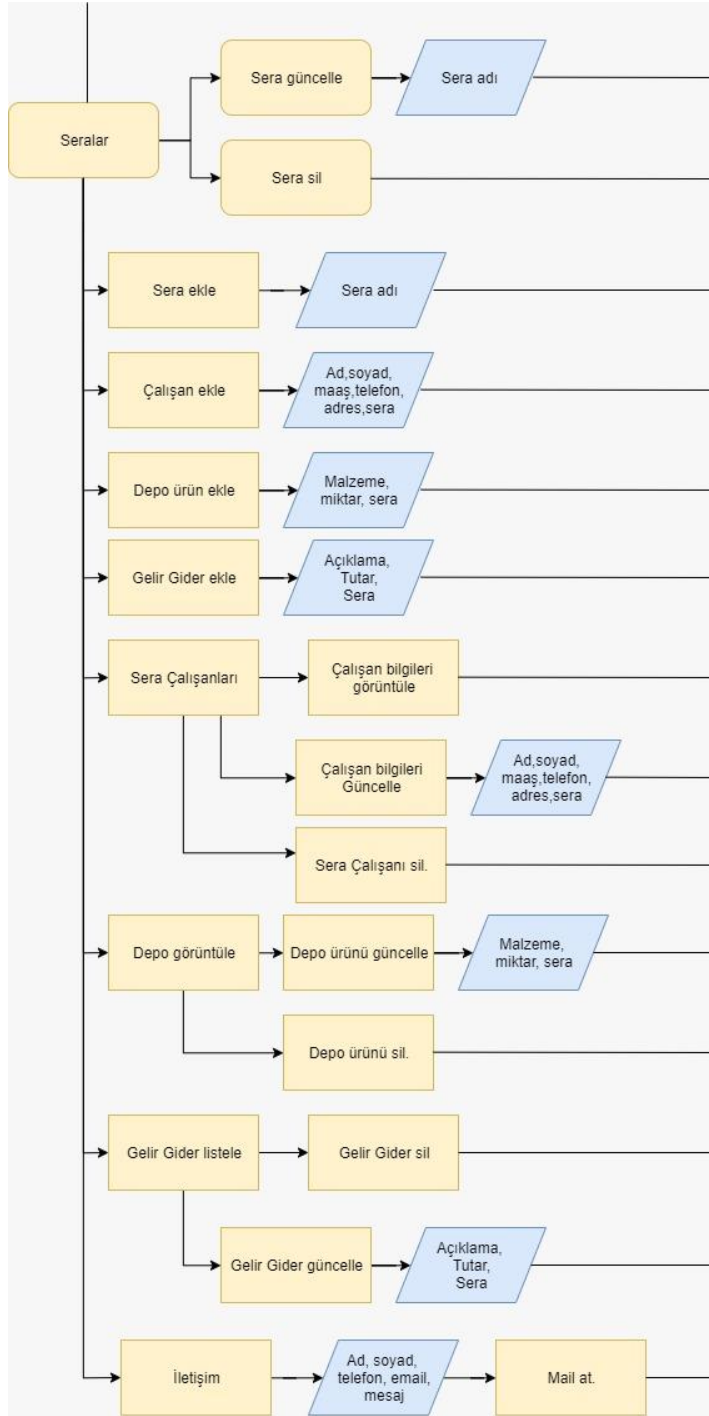 Sera güncelle
Sera adı
Seralar
Sera sil
Sera ekle
Sera adı
Çalışan ekle
Ad,soyad,
maaş,telefon,
adres,sera
Depo ürün ekle
Malzeme,
miktar, sera
Gelir Gider ekle
Açıklama,
Tutar,
Sera
Sera Çalışanları
Çalışan bilgileri
görüntüle
Çalışan bilgileri
Güncelle
Ad,soyad,
maaş,telefon,
adres,sera
Sera Çalışanı sil.
Depo görüntüle
Depo ürünü güncelle
Malzeme,
miktar, sera
Depo ürünü sil.
Gelir Gider listele
Gelir Gider sil
Gelir Gider güncelle
Açıklama,
Tutar,
Sera
İletişim
Ad, soyad,
telefon, email,
mesaj
Mail at.